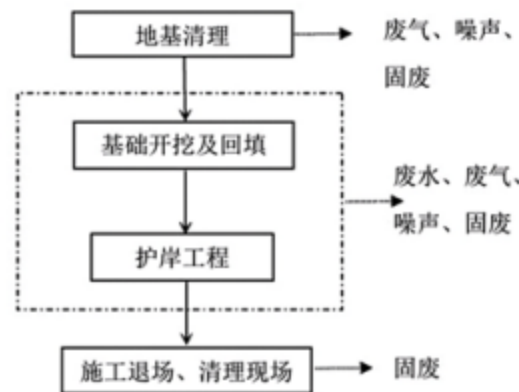 地基清理
废气、噪声、
固废
基础开挖及回填
废水、废气、
噪声、固废
护岸工程
施工退场、清理现场
固废